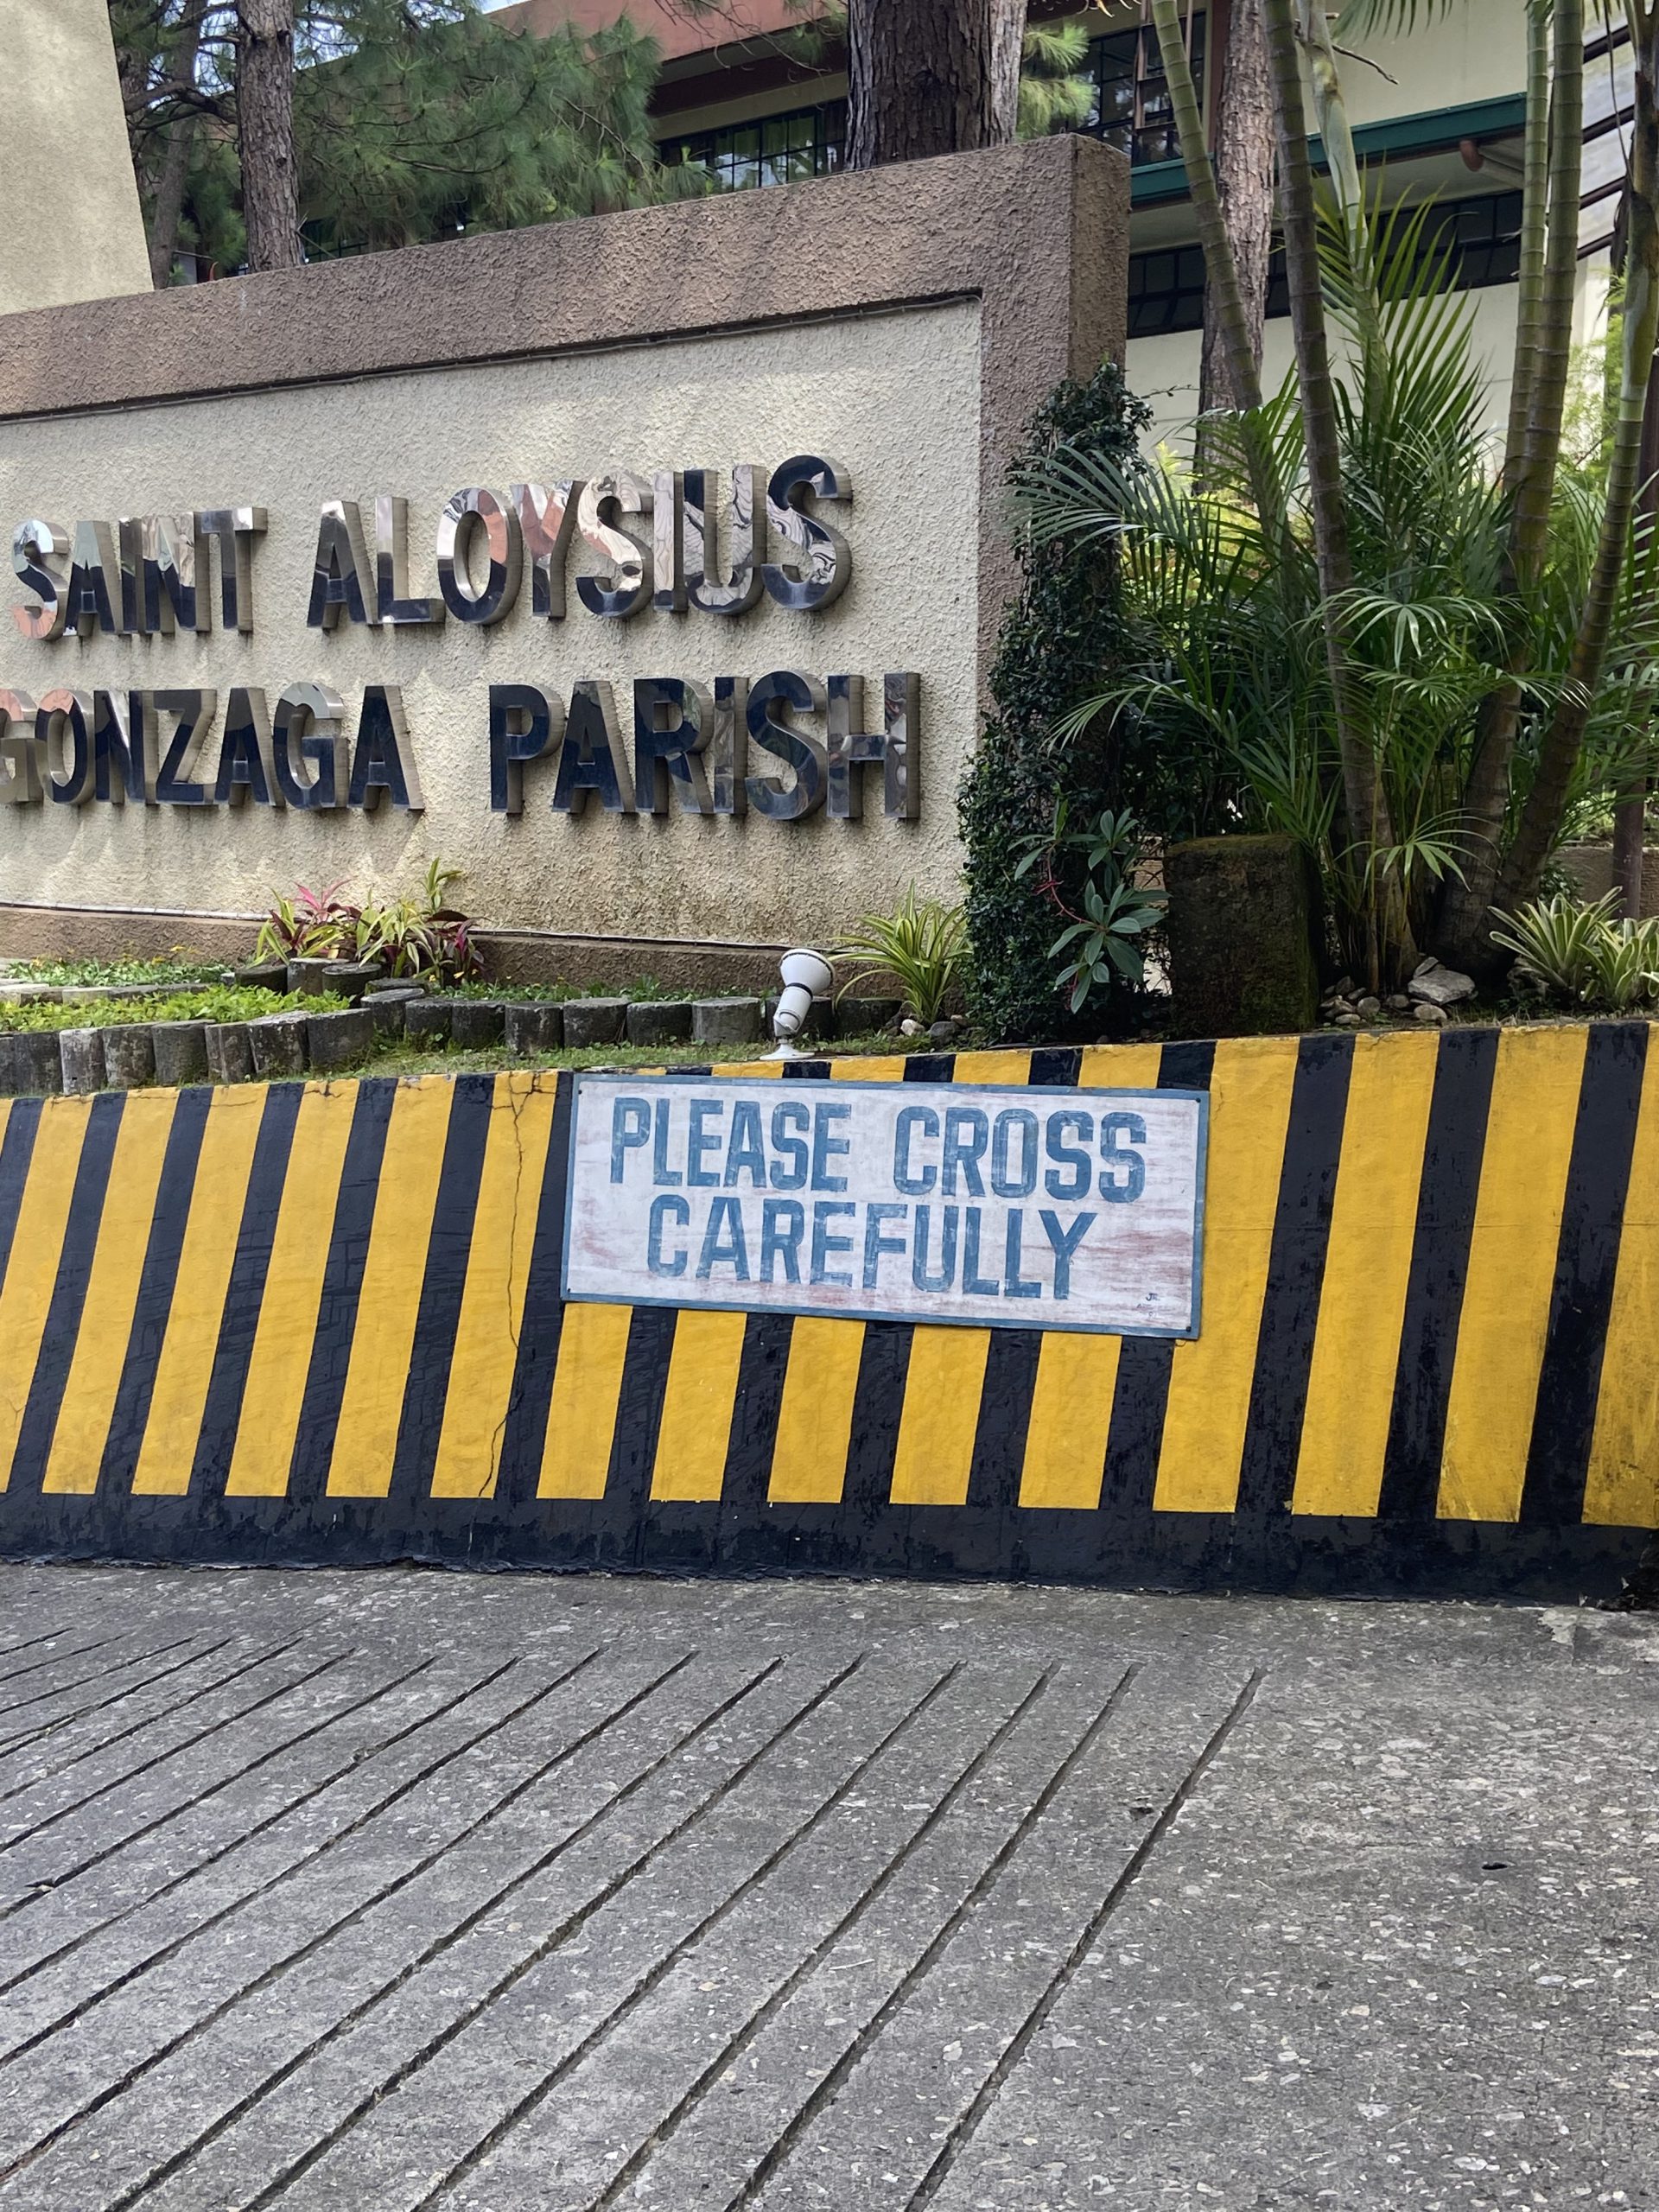 SAINT ALOYSIUS
GONZAGA PARISH
PLEASE CROSS
CAREFULLY